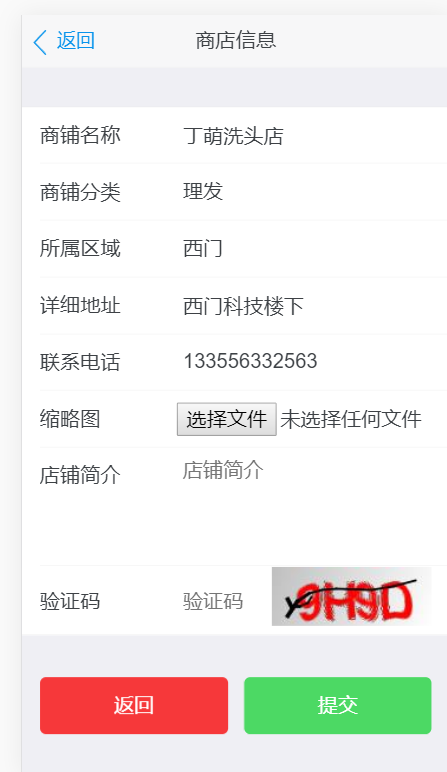 返回 商店信息
商铺名称 丁萌洗头店
商铺分类 理发
所属区域 西门
详细地址 西门科技楼下
联系电话 133556332563
缩略图 选择文件 未选择任何文件
店铺简介 店铺简介
验证码 验证码 9H9D
返回 提交